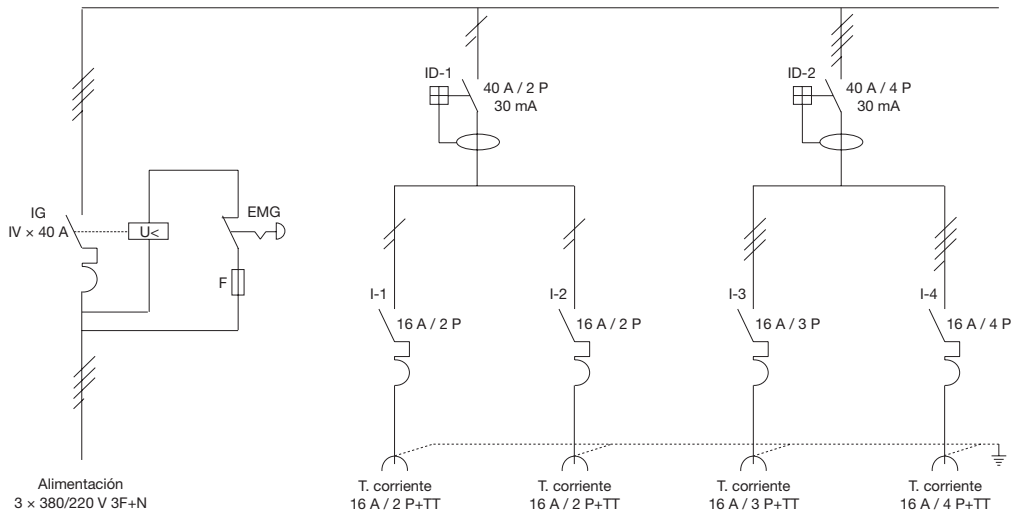 ID-1
40 A / 2 P
30 mA
ID-2
40 A / 4 P
30 mA
IG
IV × 40 A
U<
EMG
F
I-1
16 A / 2 P
I-2
16 A / 2 P
I-3
16 A / 3 P
I-4
16 A / 4 P
Alimentación
3 × 380/220 V 3F+N
T. corriente
16 A / 2 P+TT
T. corriente
16 A / 2 P+TT
T. corriente
16 A / 3 P+TT
T. corriente
16 A / 4 P+TT